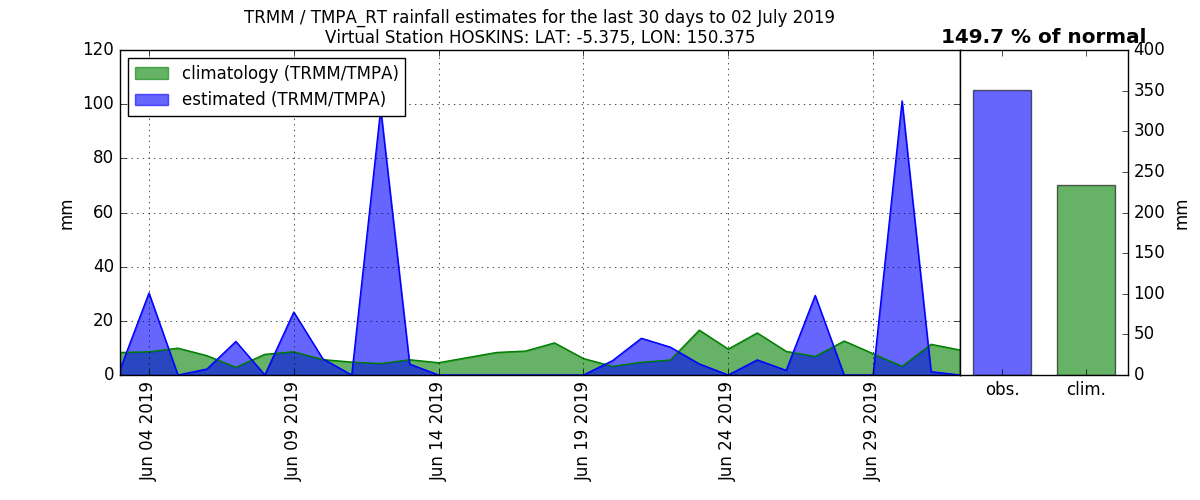 TRMM / TMPA_RT rainfall estimates for the last 30 days to 02 July 2019
Virtual Station HOSKINS: LAT: -5.375, LON: 150.375
149.7 % of normal
climatology (TRMM/TMPA)
estimated (TRMM/TMPA)
120
100
80
60
40
20
0
mm
Jun 04 2019
Jun 09 2019
Jun 14 2019
Jun 19 2019
Jun 24 2019
Jun 29 2019
400
350
300
250
200
150
100
50
0
mm
obs.
clim.